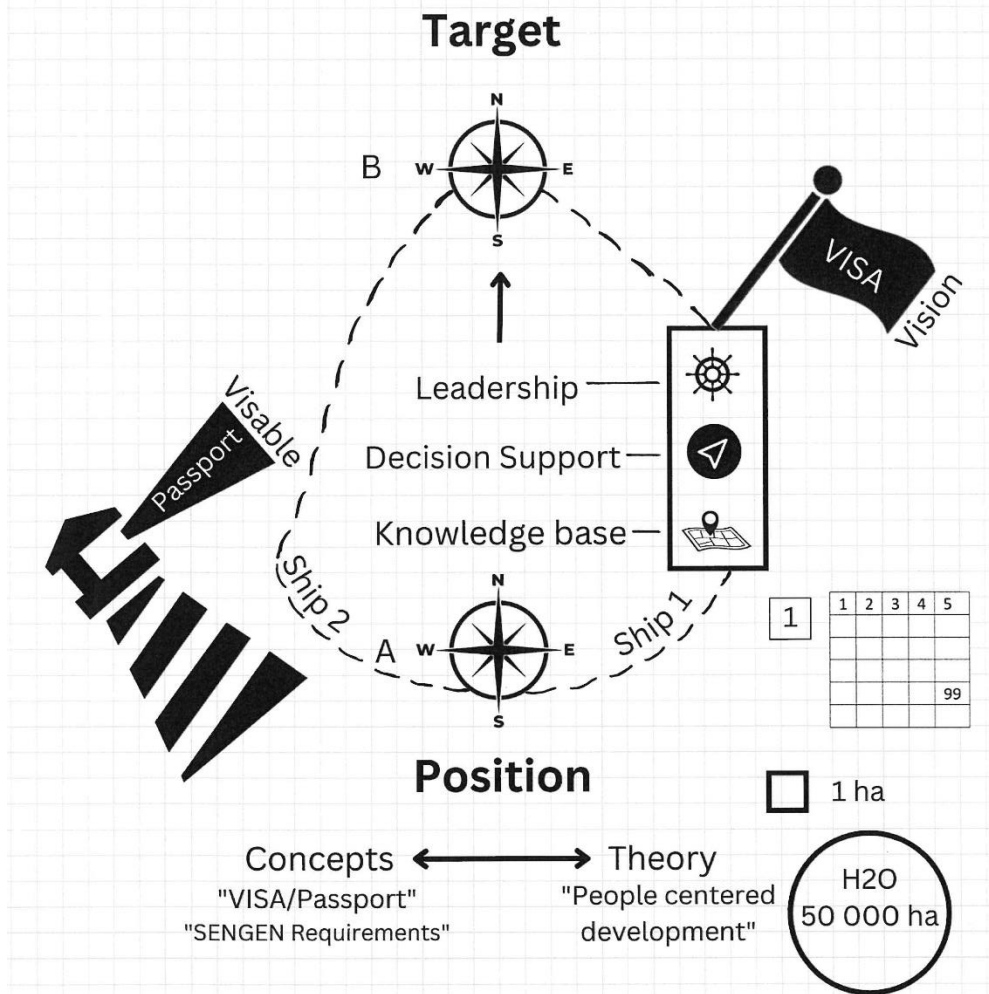 Target
N
B
W
E
S
VISA
Vision
Leadership
Decision Support
Knowledge base
Visable
Passport
Ship 2
Ship 1
N
A
W
E
S
1
1 2 3 4 5
99
Position
1 ha
Concepts
Theory
"VISA/Passport"
"SENGEN Requirements"
"People centered
development"
H2O
50 000 ha